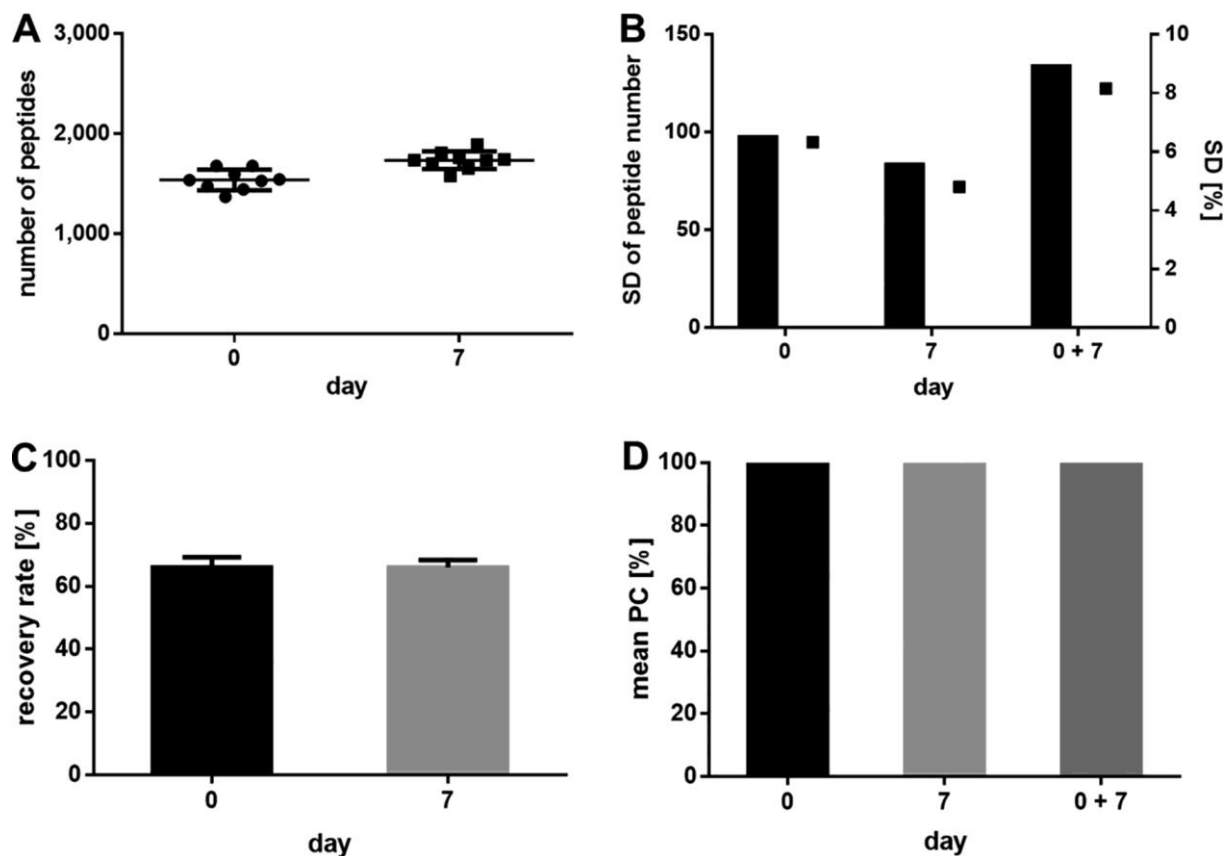 A
number of peptides
3,000
2,000
1,000
0
0
7
day
B
SD of peptide number
150
100
50
0
10
8
6
4
2
0
SD [%]
0
7
0 + 7
day
C
recovery rate [%]
100
80
60
40
20
0
0
7
day
D
mean PC [%]
100
80
60
40
20
0
0
7
0 + 7
day